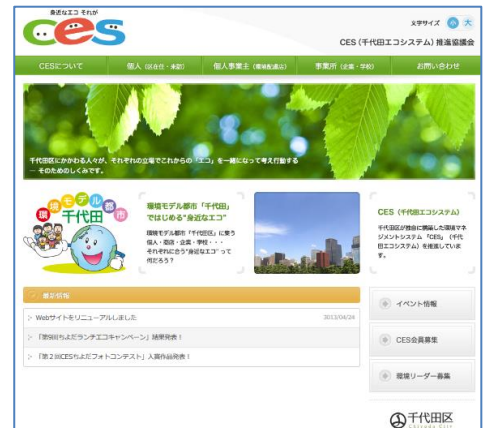 身近なエコ それが
ces
文字サイズ 小 大
CES (千代田エコシステム) 推進協議会
CESについて
個人 (区在住・来訪)
個人事業主 (環境配慮店)
事業所 (企業・学校)
お問い合わせ
千代田区にかかわる人々が、それぞれの立場でこれからの「エコ」を一緒になって考え行動する
— そのためのしくみです。
環境モデル都市
千代田
環境モデル都市「千代田」
ではじめる"身近なエコ"
環境モデル都市「千代田区」に集う
個人・商店・企業・学校・・・
それぞれに合う"身近なエコ"って
何だろう？
CES (千代田エコシステム)
千代田区が独自に構築した環境マネ
ジメントシステム 「CES」 (千代
田エコシステム) を推進していま
す。
最新情報
Webサイトをリニューアルしました 3013/04/24
「第9回ちよだランチエコキャンペーン」結果発表！
「第2回CESちよだフォトコンテスト」入賞作品発表！
イベント情報
CES会員募集
環境リーダー募集
千代田区
Chiyoda City